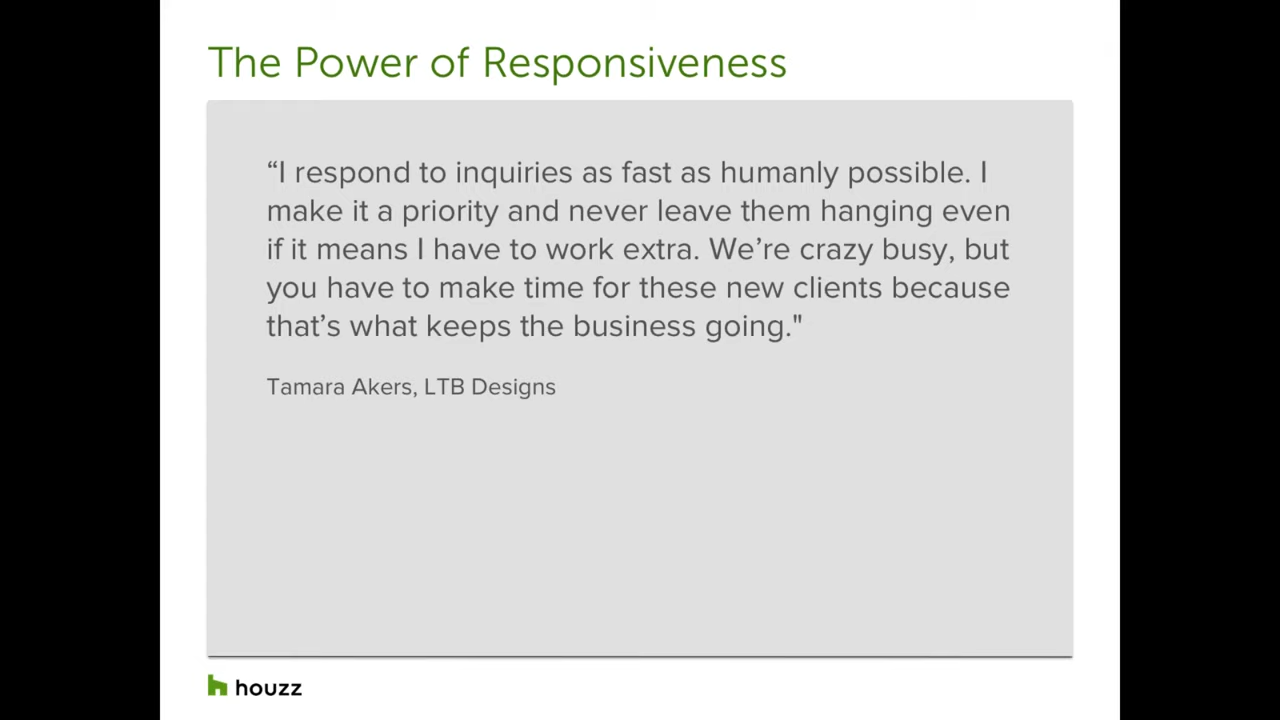 The Power of Responsiveness
“I respond to inquiries as fast as humanly possible. I
make it a priority and never leave them hanging even
if it means I have to work extra. We’re crazy busy, but
you have to make time for these new clients because
that’s what keeps the business going."
Tamara Akers, LTB Designs
houzz